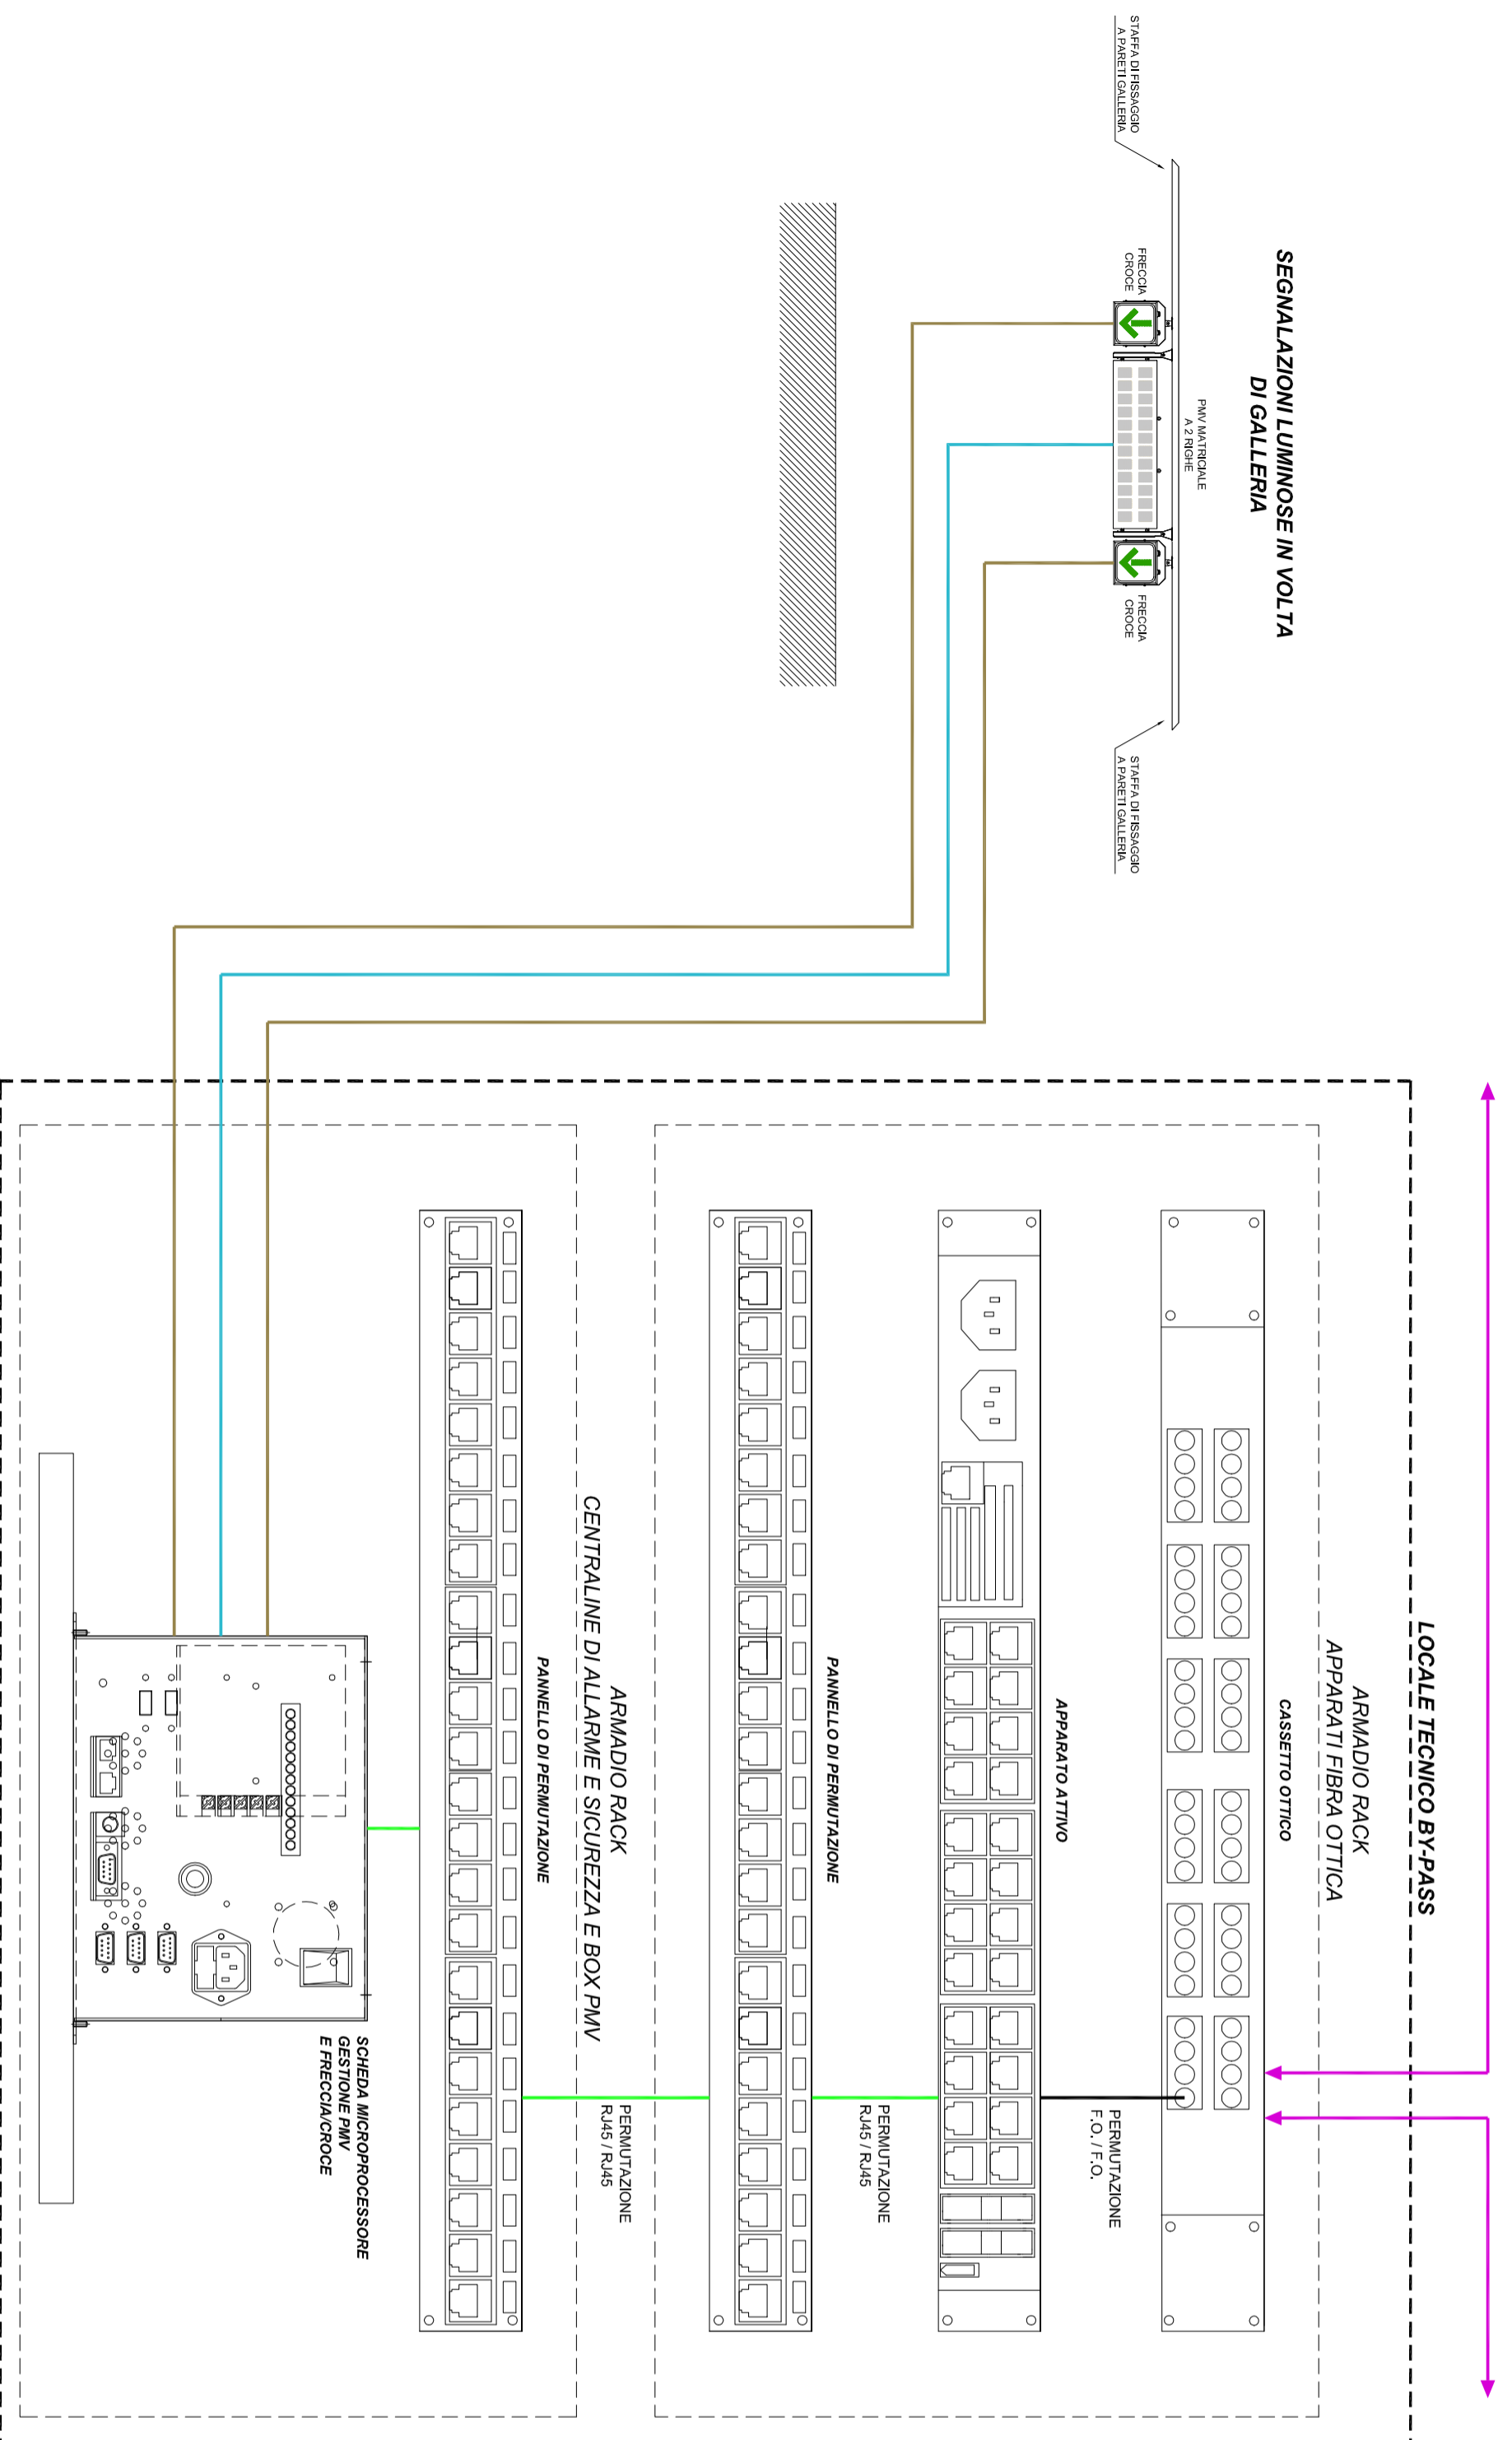 SEGNALAZIONI LUMINOSE IN VOLTA
DI GALLERIA
PMV MATRICIALE
A 2 RIGHE
STAFFA DI FISSAGGIO
A PARETI GALLERIA
FRECCIA
CROCE
FRECCIA
CROCE
STAFFA DI FISSAGGIO
A PARETI GALLERIA
LOCALE TECNICO BY-PASS
ARMADIO RACK
APPARATI FIBRA OTTICA
CASSETTO OTTICO
PERMUTAZIONE
F.O. / F.O.
APPARATO ATTIVO
PERMUTAZIONE
RJ45 / RJ45
PANNELLO DI PERMUTAZIONE
PERMUTAZIONE
RJ45 / RJ45
ARMADIO RACK
CENTRALINE DI ALLARME E SICUREZZA E BOX PMV
PANNELLO DI PERMUTAZIONE
SCHEDA MICROPROCESSORE
GESTIONE PMV
E FRECCIA/CROCE